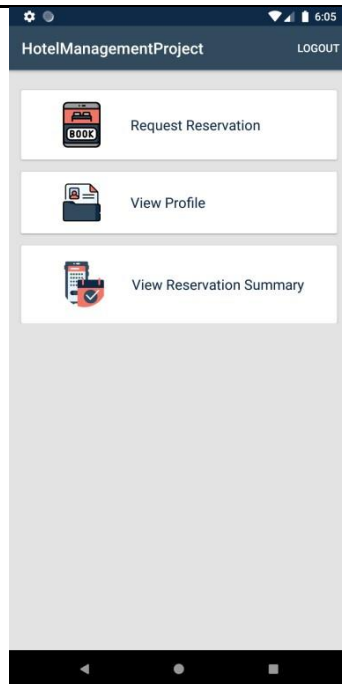 6:05
HotelManagementProject LOGOUT
BOOK
Request Reservation
View Profile
View Reservation Summary